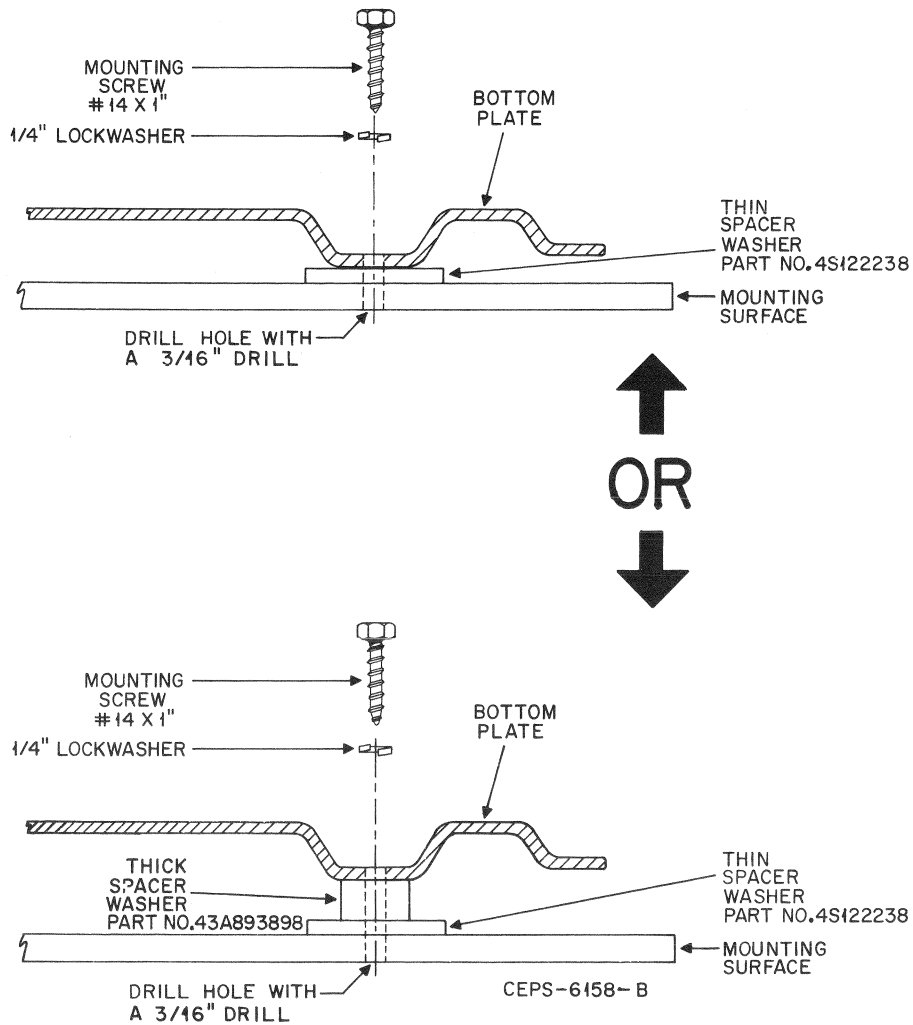 MOUNTING
SCREW
#14 X 1"
1/4" LOCKWASHER
BOTTOM
PLATE
THIN
SPACER
WASHER
PART NO. 4S122238
MOUNTING
SURFACE
DRILL HOLE WITH
A 3/16" DRILL
OR
MOUNTING
SCREW
#14 X 1"
1/4" LOCKWASHER
BOTTOM
PLATE
THICK
SPACER
WASHER
PART NO. 43A893898
THIN
SPACER
WASHER
PART NO. 4S122238
MOUNTING
SURFACE
DRILL HOLE WITH
A 3/16" DRILL
CEPS-6158-B